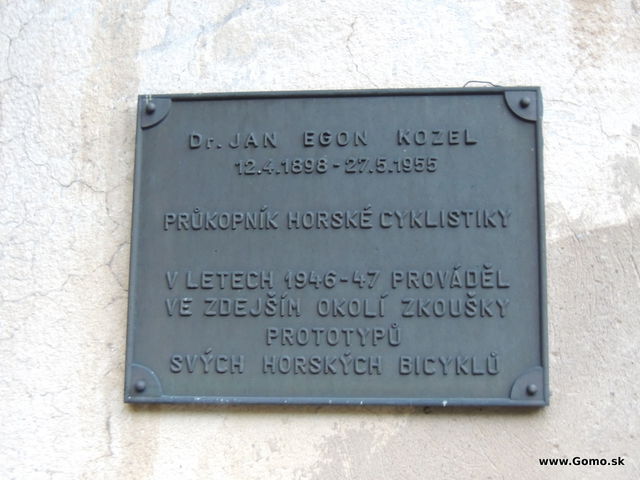 Dr. JAN EGON KOZEL
12.4.1898 - 27.5.1955
PRŮKOPNÍK HORSKÉ CYKLISTIKY
V LETECH 1946-47 PROVÁDĚL
VE ZDEJŠÍM OKOLÍ ZKOUŠKY
PROTOTYPŮ
SVÝCH HORSKÝCH BICYKLŮ
www.Gomo.sk